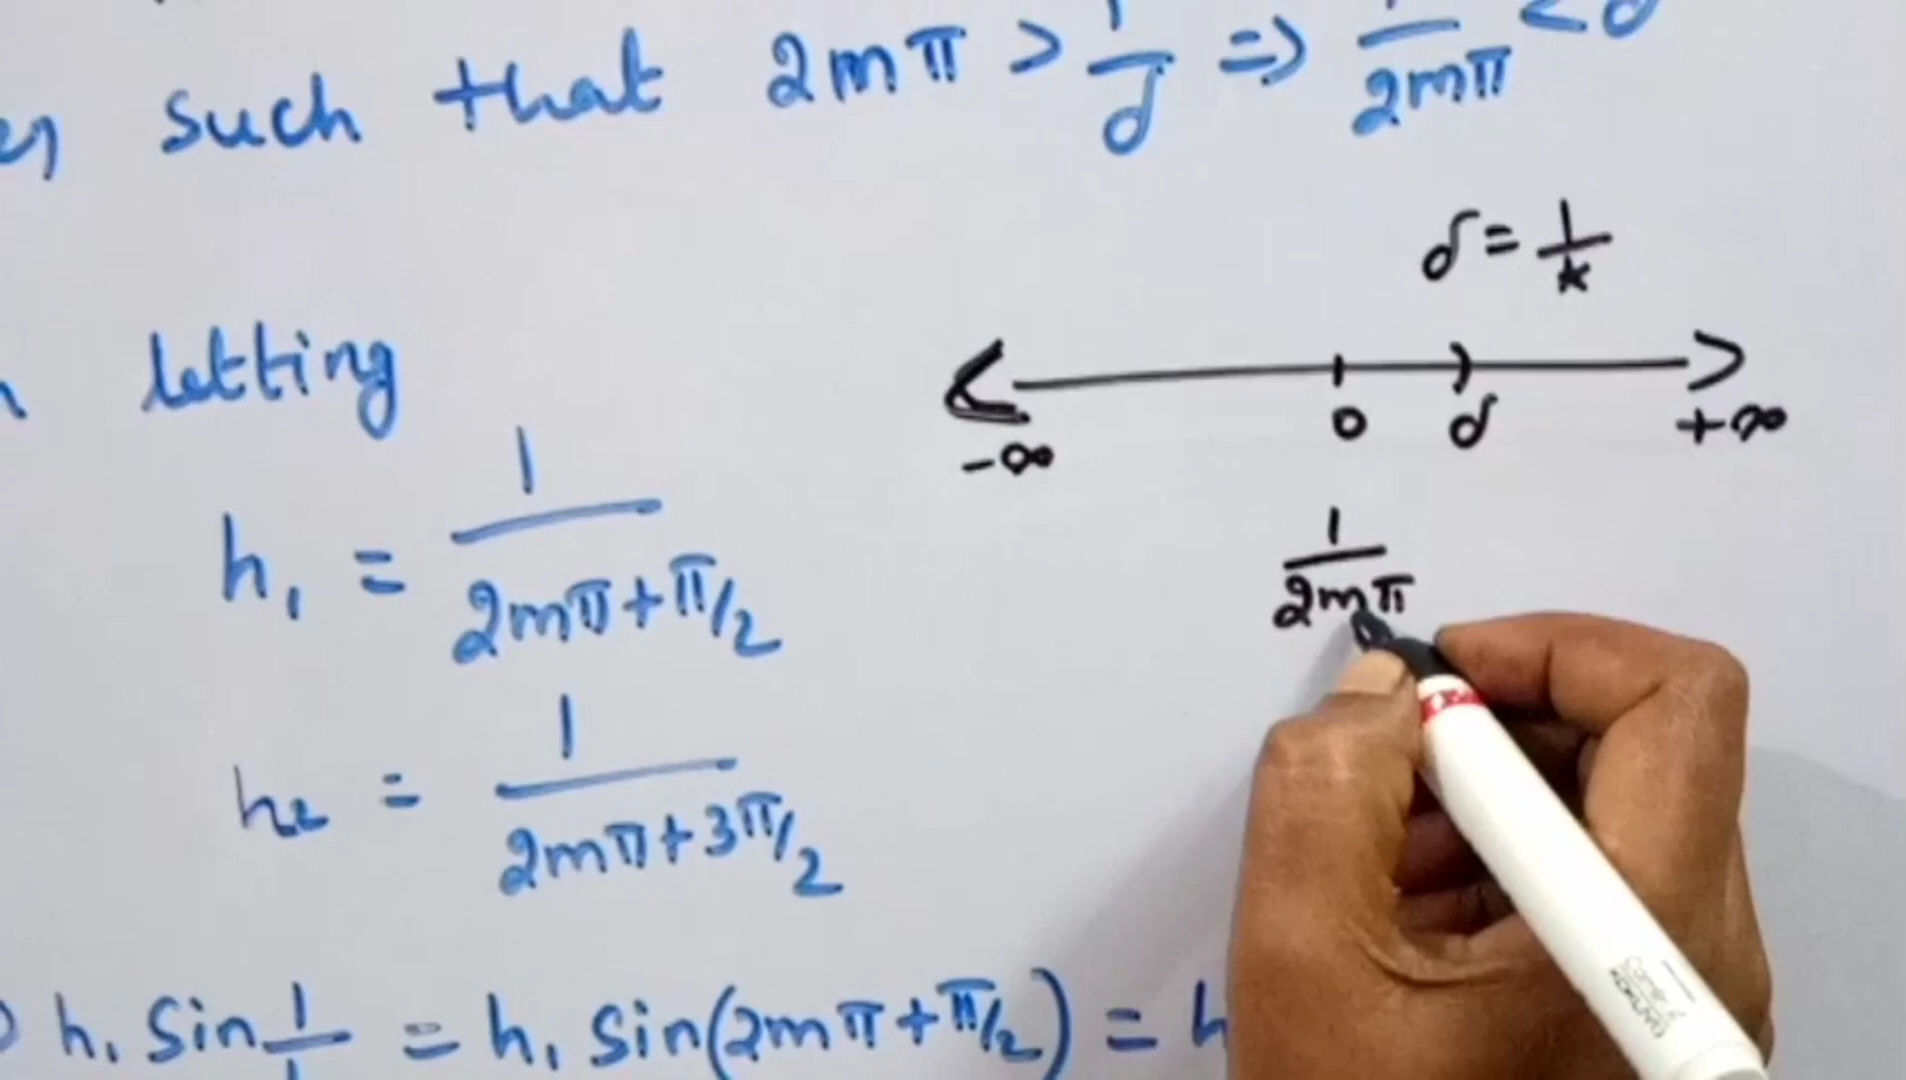 such that 2mπ > 1/δ ⇒ 1/2mπ < δ
δ = 1/k
letting
-∞ 0 δ +∞
h₁ = 1/(2mπ + π/2)
1/2mπ
h₂ = 1/(2mπ + 3π/2)
h₁ sin 1/ = h₁ sin(2mπ + π/2) = h